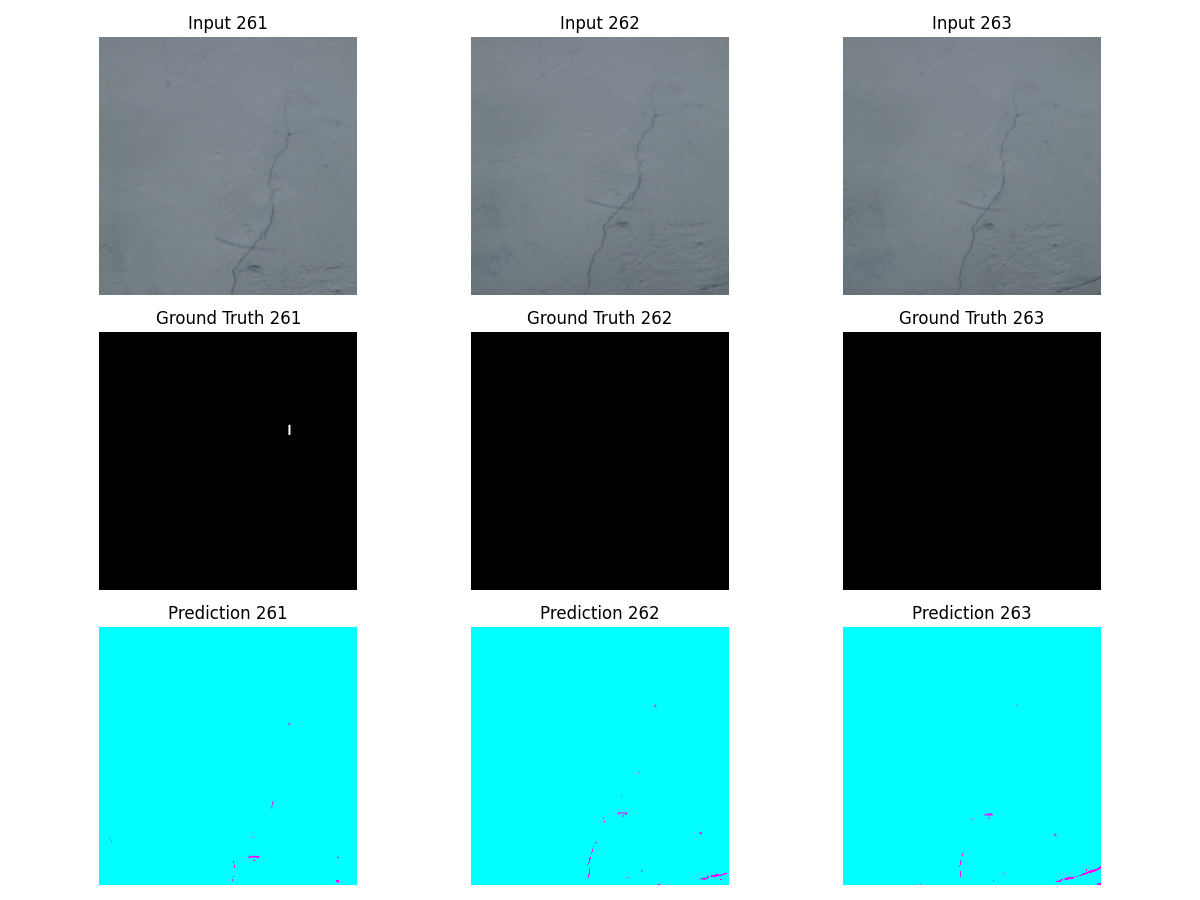 Input 261
Input 262
Input 263
Ground Truth 261
Ground Truth 262
Ground Truth 263
Prediction 261
Prediction 262
Prediction 263